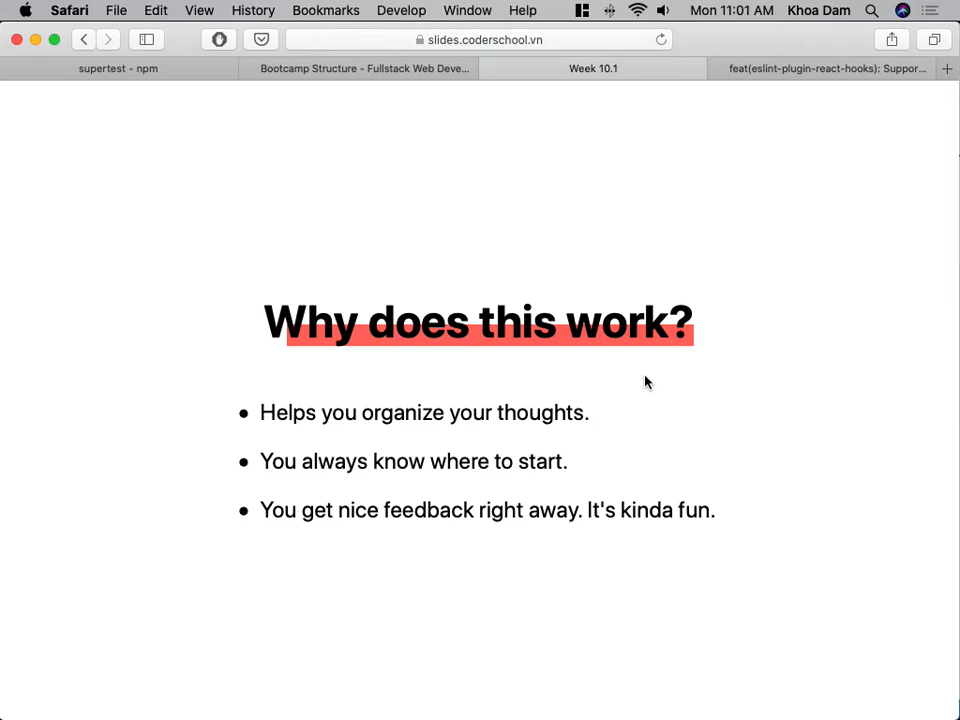 Safari File Edit View History Bookmarks Develop Window Help Mon 11:01 AM Khoa Dam
slides.coderschool.vn
supertest - npm
Bootcamp Structure - Fullstack Web Deve...
Week 10.1
feat(eslint-plugin-react-hooks): Suppor...
Why does this work?
• Helps you organize your thoughts.
• You always know where to start.
• You get nice feedback right away. It's kinda fun.